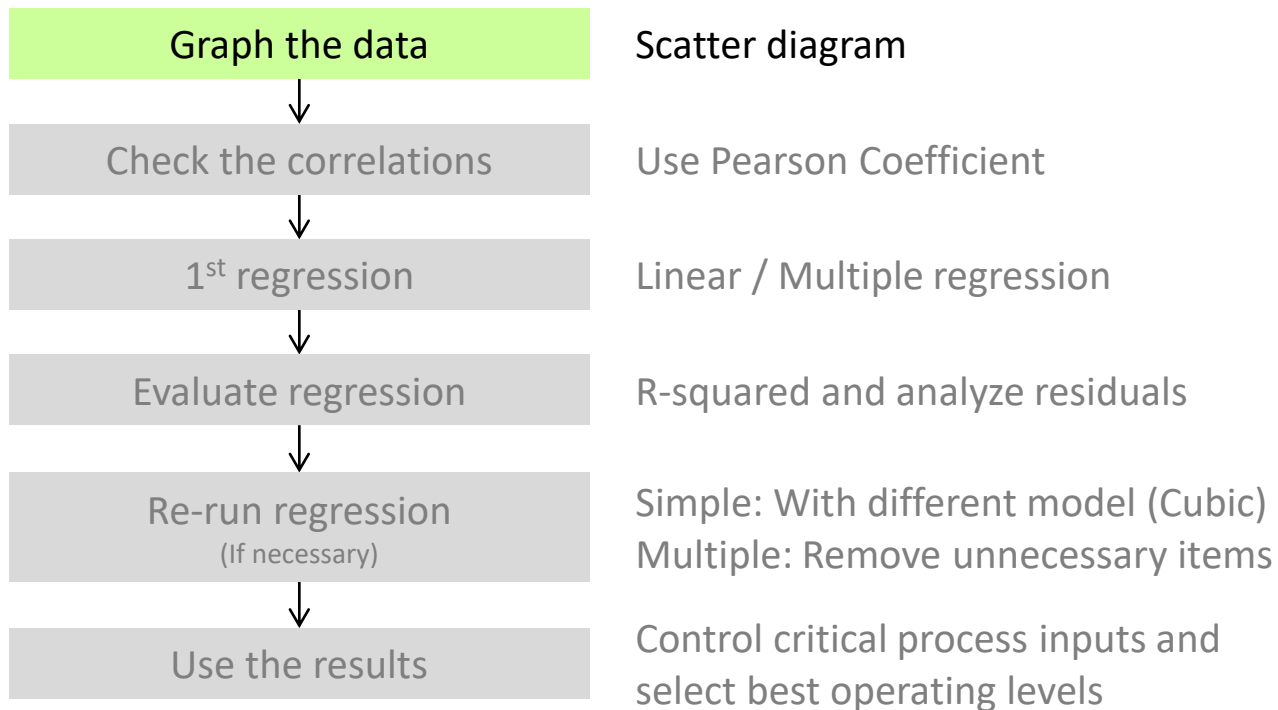 Graph the data
Scatter diagram
Check the correlations
Use Pearson Coefficient
1st regression
Linear / Multiple regression
Evaluate regression
R-squared and analyze residuals
Re-run regression
(If necessary)
Simple: With different model (Cubic)
Multiple: Remove unnecessary items
Use the results
Control critical process inputs and
select best operating levels